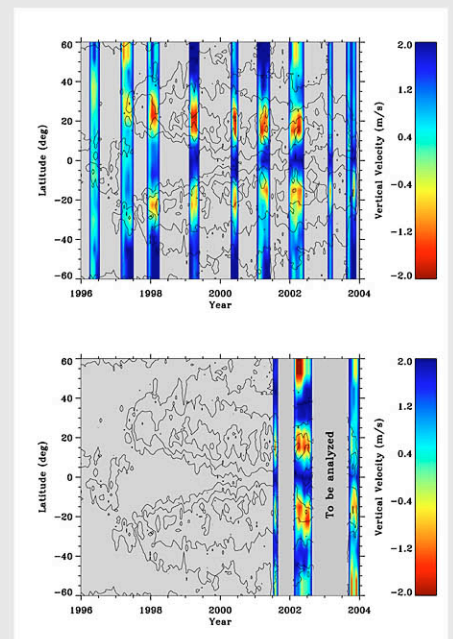 60
40
20
0
−20
−40
−60
Latitude (deg)
1996 1998 2000 2002 2004
Year
2.0
1.2
0.4
−0.4
−1.2
−2.0
Vertical Velocity (m/s)
60
40
20
0
−20
−40
−60
Latitude (deg)
To be analyzed
1996 1998 2000 2002 2004
Year
2.0
1.2
0.4
−0.4
−1.2
−2.0
Vertical Velocity (m/s)